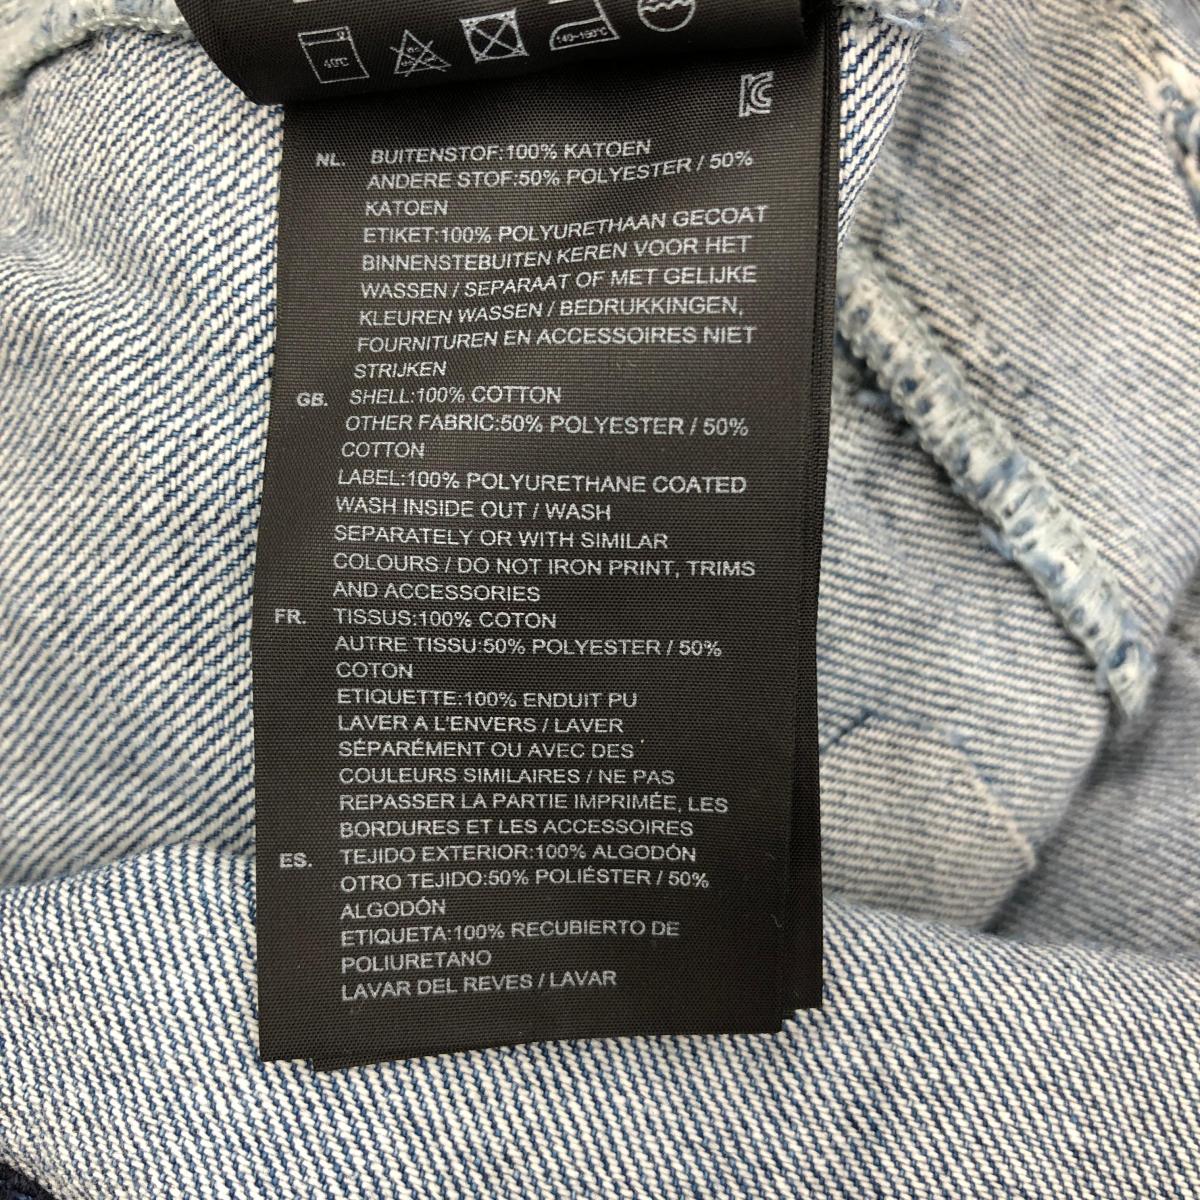 40°C
140~160°C
NL. BUITENSTOF:100% KATOEN
ANDERE STOF:50% POLYESTER / 50%
KATOEN
ETIKET:100% POLYURETHAAN GECOAT
BINNENSTEBUITEN KEREN VOOR HET
WASSEN / SEPARAAT OF MET GELIJKE
KLEUREN WASSEN / BEDRUKKINGEN,
FOURNITUREN EN ACCESSOIRES NIET
STRIJKEN
GB. SHELL:100% COTTON
OTHER FABRIC:50% POLYESTER / 50%
COTTON
LABEL:100% POLYURETHANE COATED
WASH INSIDE OUT / WASH
SEPARATELY OR WITH SIMILAR
COLOURS / DO NOT IRON PRINT, TRIMS
AND ACCESSORIES
FR. TISSUS:100% COTON
AUTRE TISSU:50% POLYESTER / 50%
COTON
ETIQUETTE:100% ENDUIT PU
LAVER A L'ENVERS / LAVER
SÉPARÉMENT OU AVEC DES
COULEURS SIMILAIRES / NE PAS
REPASSER LA PARTIE IMPRIMÉE, LES
BORDURES ET LES ACCESSOIRES
ES. TEJIDO EXTERIOR:100% ALGODÓN
OTRO TEJIDO:50% POLIÉSTER / 50%
ALGODÓN
ETIQUETA:100% RECUBIERTO DE
POLIURETANO
LAVAR DEL REVES / LAVAR